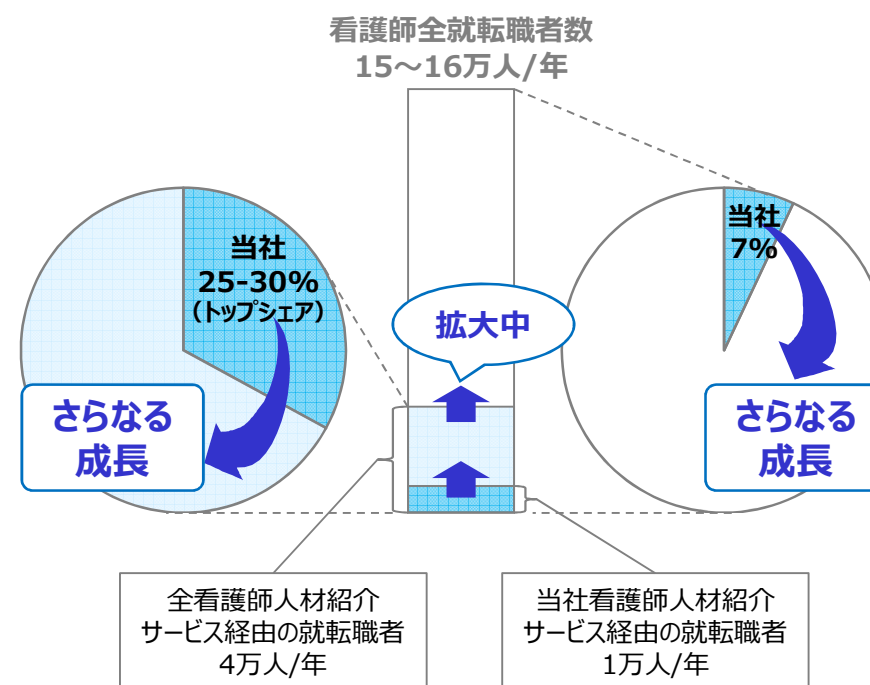 看護師全就転職者数
15～16万人/年
当社
25-30%
（トップシェア）
さらなる
成長
拡大中
当社
7%
さらなる
成長
全看護師人材紹介
サービス経由の就転職者
4万人/年
当社看護師人材紹介
サービス経由の就転職者
1万人/年